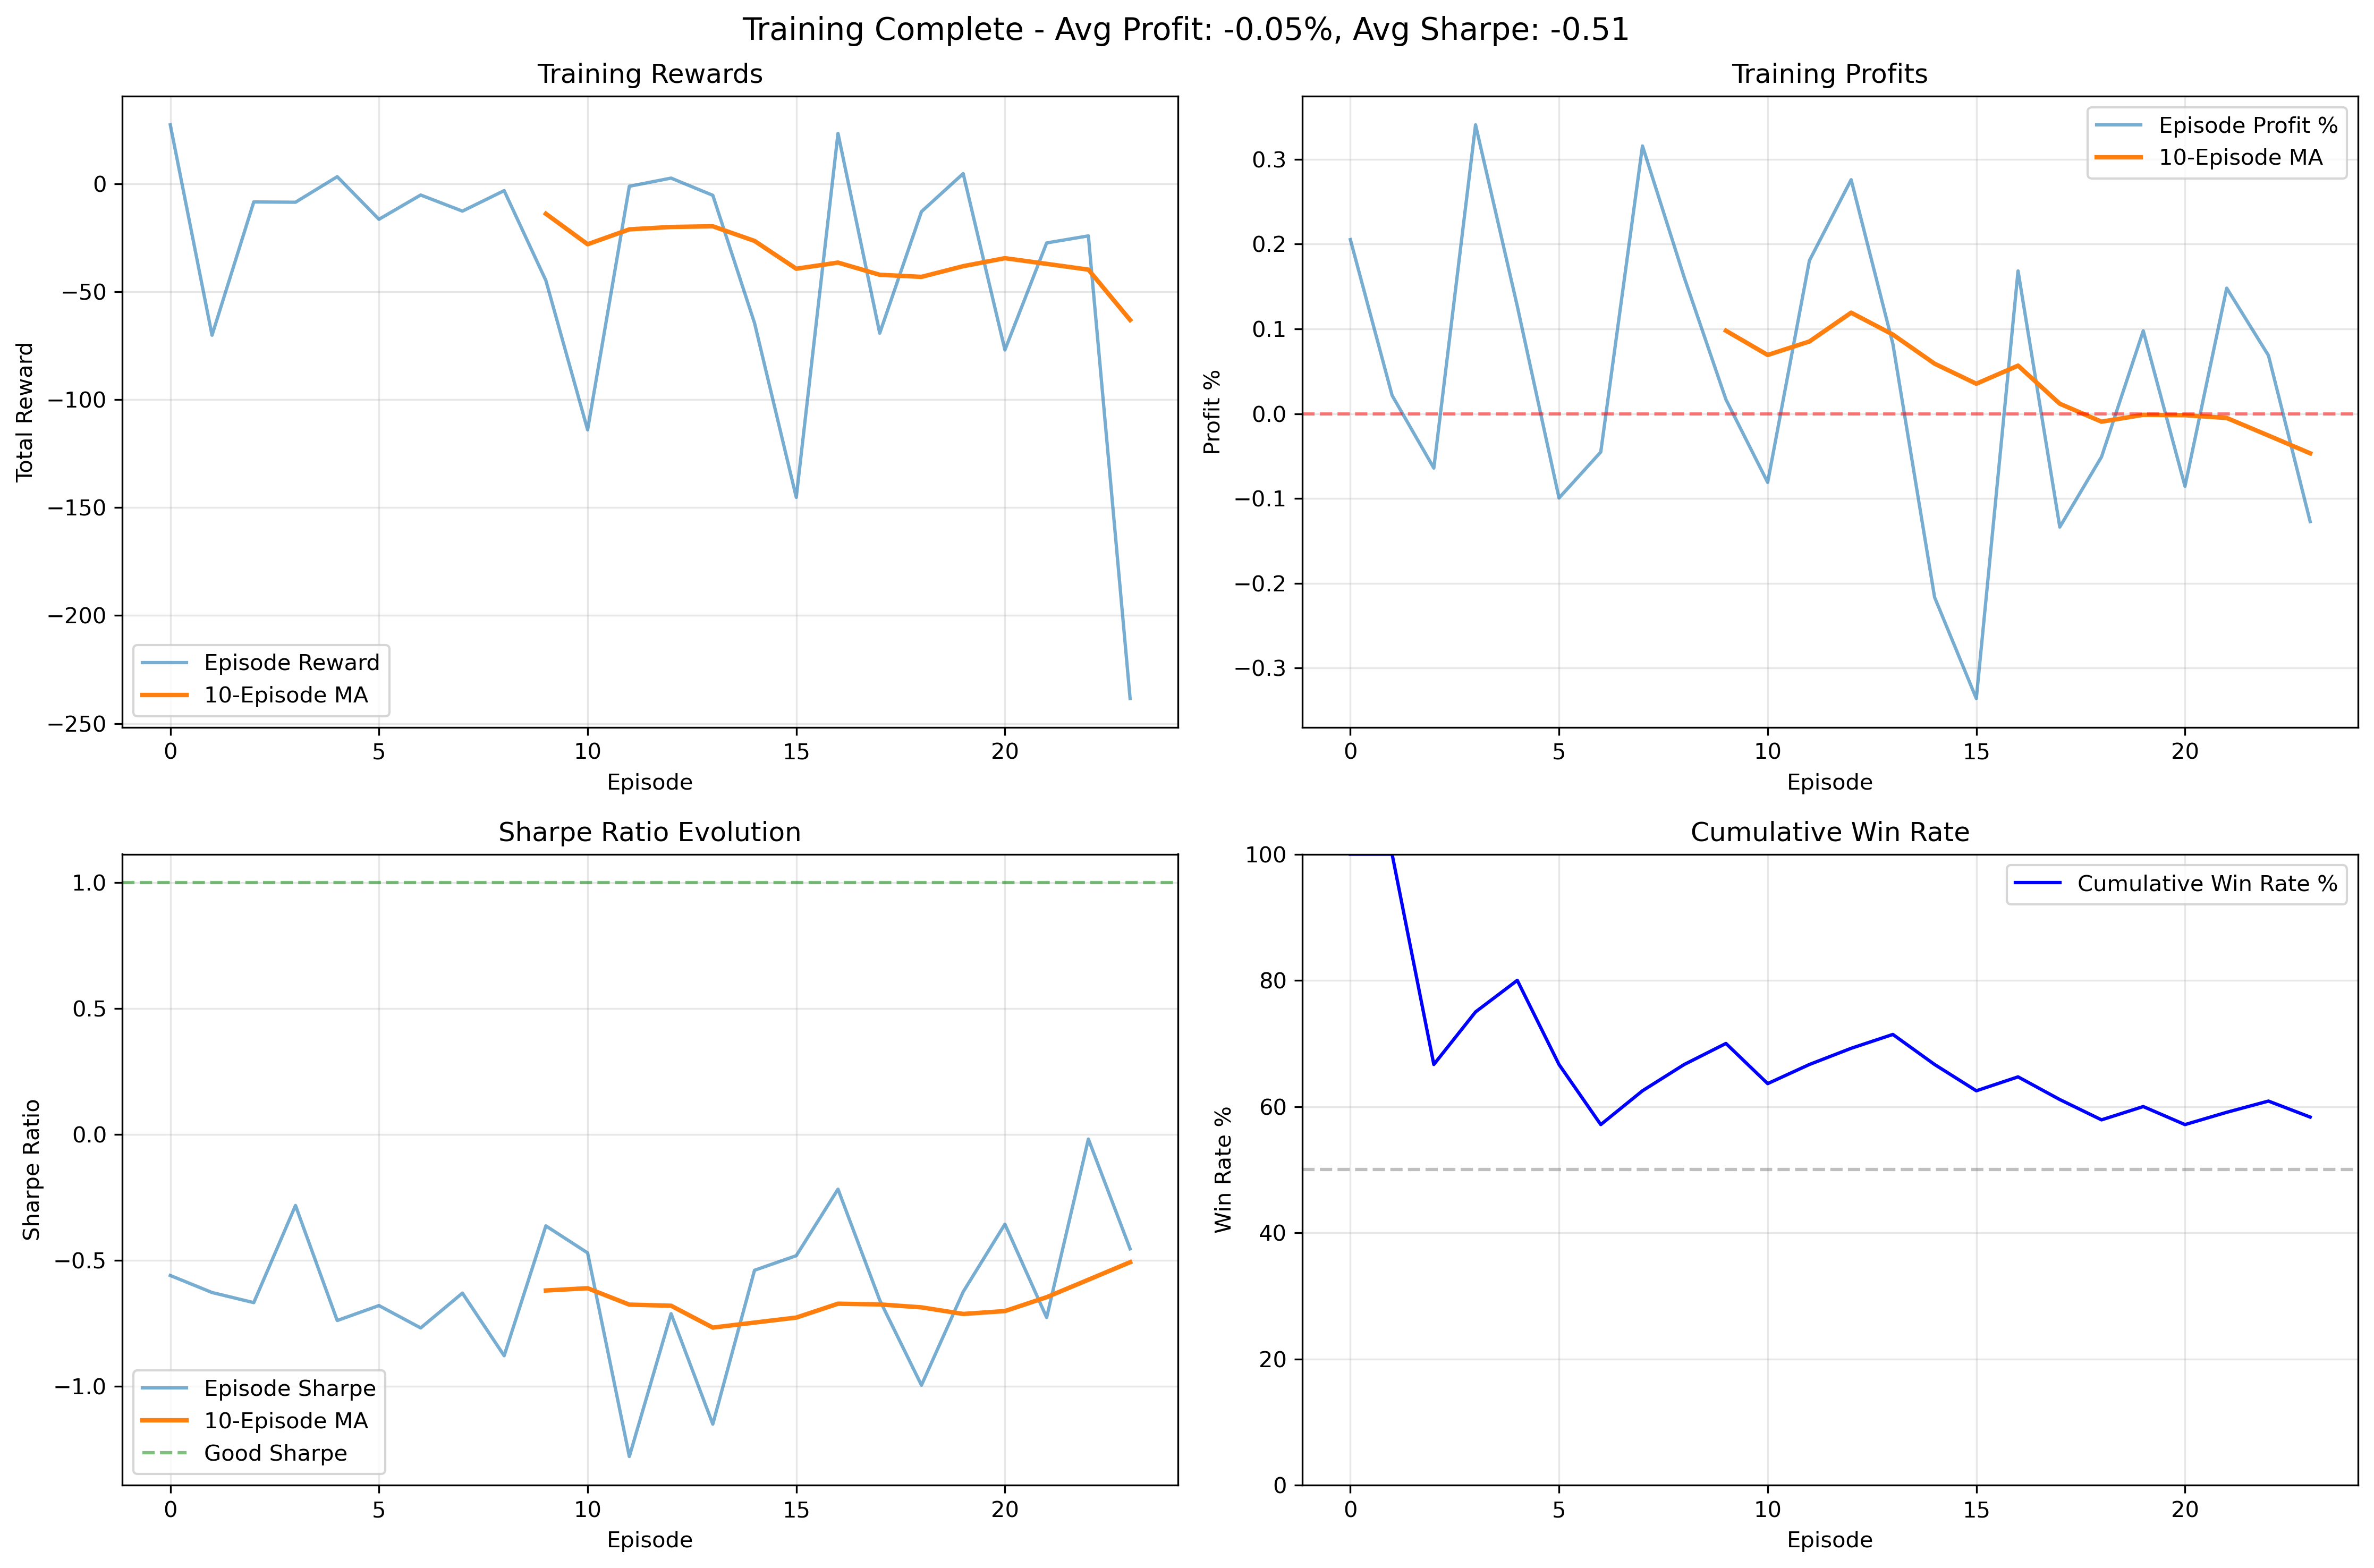 Training Complete - Avg Profit: -0.05%, Avg Sharpe: -0.51
Training Rewards
Total Reward
0
−50
−100
−150
−200
−250
Episode Reward
10-Episode MA
0 5 10 15 20
Episode
Training Profits
Profit %
0.3
0.2
0.1
0.0
−0.1
−0.2
−0.3
Episode Profit %
10-Episode MA
0 5 10 15 20
Episode
Sharpe Ratio Evolution
Sharpe Ratio
1.0
0.5
0.0
−0.5
−1.0
Episode Sharpe
10-Episode MA
Good Sharpe
0 5 10 15 20
Episode
Cumulative Win Rate
Win Rate %
100
80
60
40
20
0
Cumulative Win Rate %
0 5 10 15 20
Episode